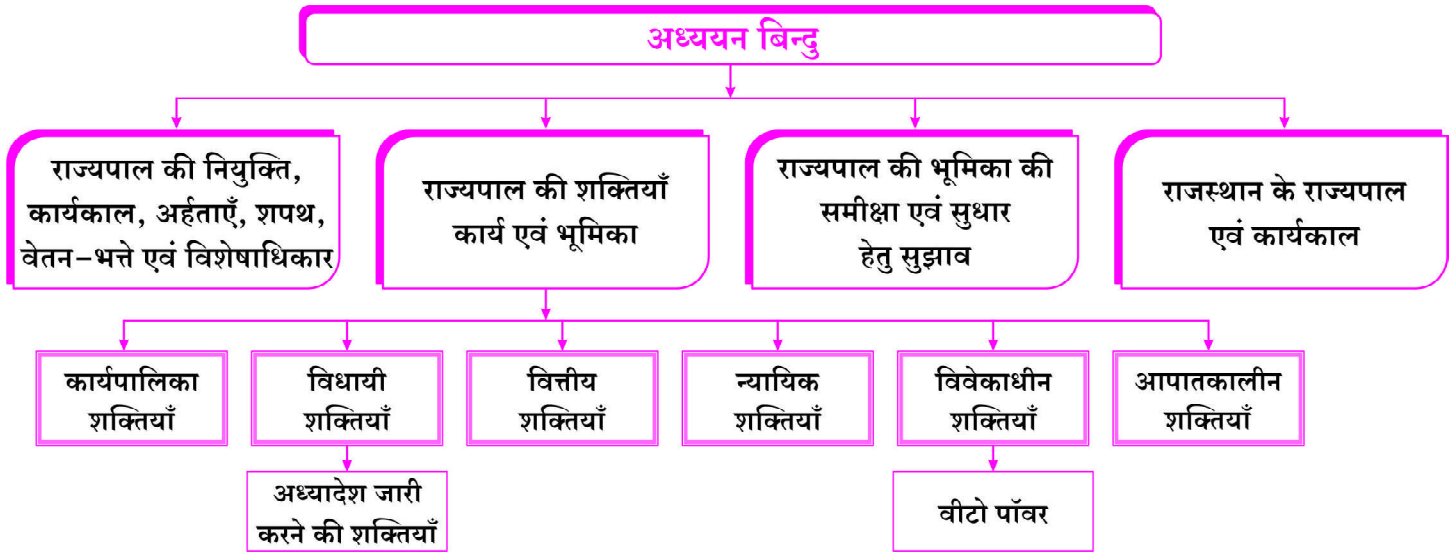 अध्ययन बिन्दु
राज्यपाल की नियुक्ति,
कार्यकाल, अर्हताएँ, शपथ,
वेतन–भत्ते एवं विशेषाधिकार
राज्यपाल की शक्तियाँ
कार्य एवं भूमिका
राज्यपाल की भूमिका की
समीक्षा एवं सुधार
हेतु सुझाव
राजस्थान के राज्यपाल
एवं कार्यकाल
कार्यपालिका
शक्तियाँ
विधायी
शक्तियाँ
वित्तीय
शक्तियाँ
न्यायिक
शक्तियाँ
विवेकाधीन
शक्तियाँ
आपातकालीन
शक्तियाँ
अध्यादेश जारी
करने की शक्तियाँ
वीटो पॉवर